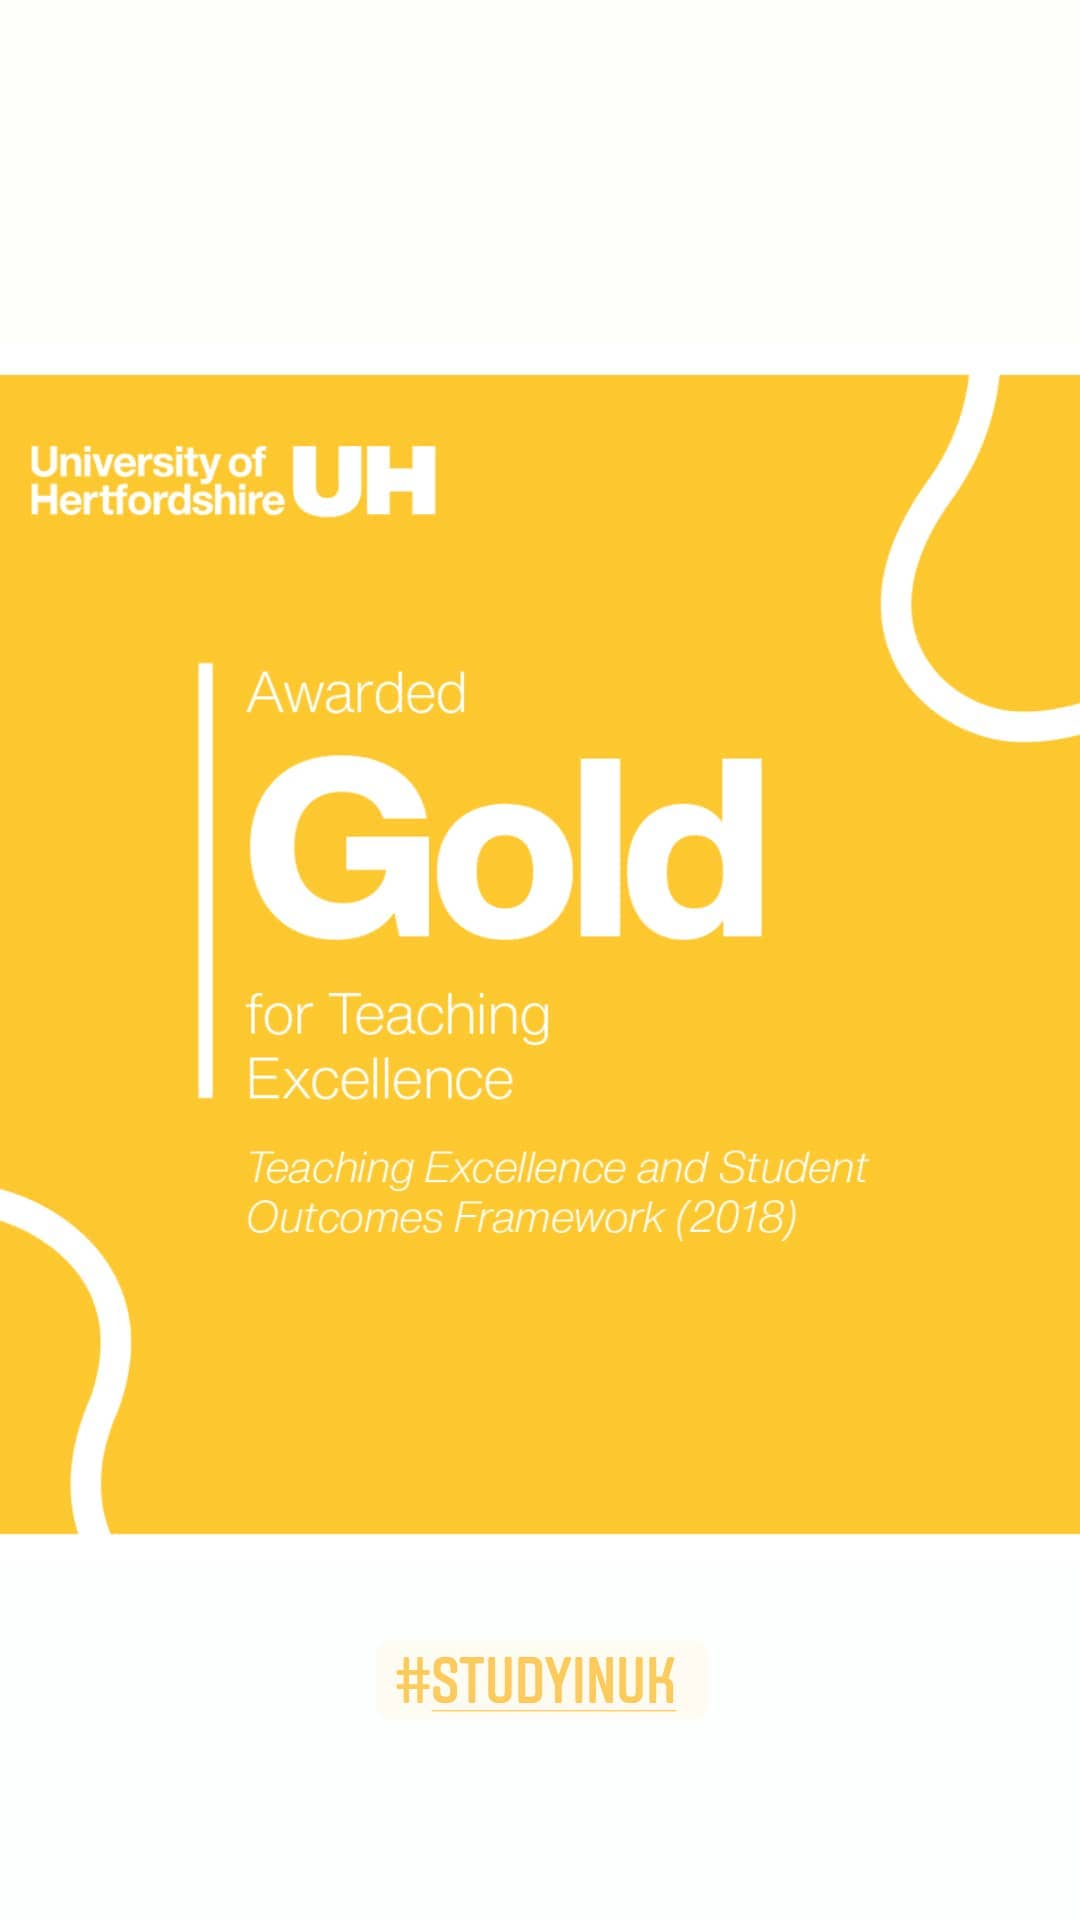 University of
Hertfordshire UH
Awarded
Gold
for Teaching
Excellence
Teaching Excellence and Student
Outcomes Framework (2018)
#STUDYINUK